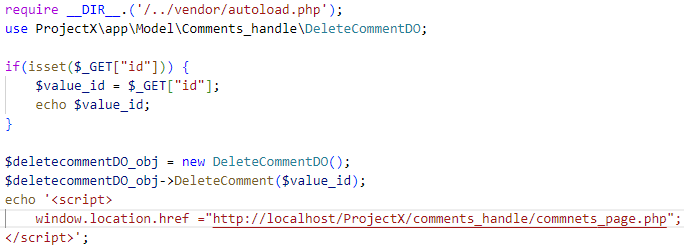 require __DIR__.('/../vendor/autoload.php');
use ProjectX\app\Model\Comments_handle\DeleteCommentDO;
if(isset($_GET["id"])) {
$value_id = $_GET["id"];
echo $value_id;
}
$deletecommentDO_obj = new DeleteCommentDO();
$deletecommentDO_obj->DeleteComment($value_id);
echo '<script>
window.location.href ="http://localhost/ProjectX/comments_handle/commnets_page.php";
</script>';